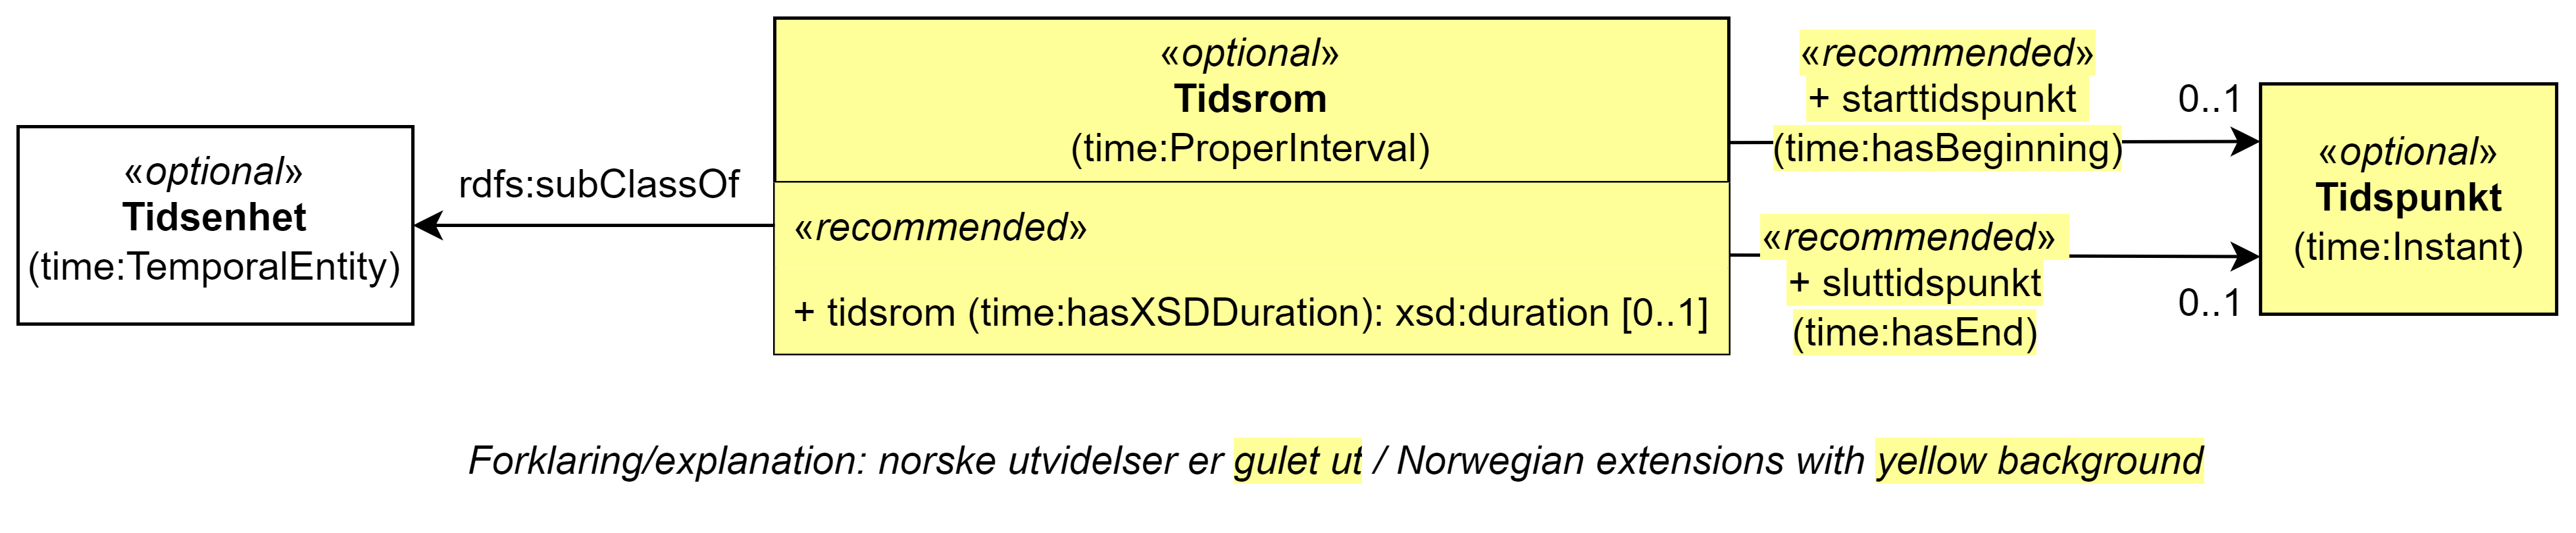 «optional»
Tidsenhet
(time:TemporalEntity)
rdfs:subClassOf
«optional»
Tidsrom
(time:ProperInterval)
«recommended»
+ tidsrom (time:hasXSDDuration): xsd:duration [0..1]
«recommended»
+ starttidspunkt
(time:hasBeginning)
0..1
«recommended»
+ sluttidspunkt
(time:hasEnd)
0..1
«optional»
Tidspunkt
(time:Instant)
Forklaring/explanation: norske utvidelser er gulet ut / Norwegian extensions with yellow background